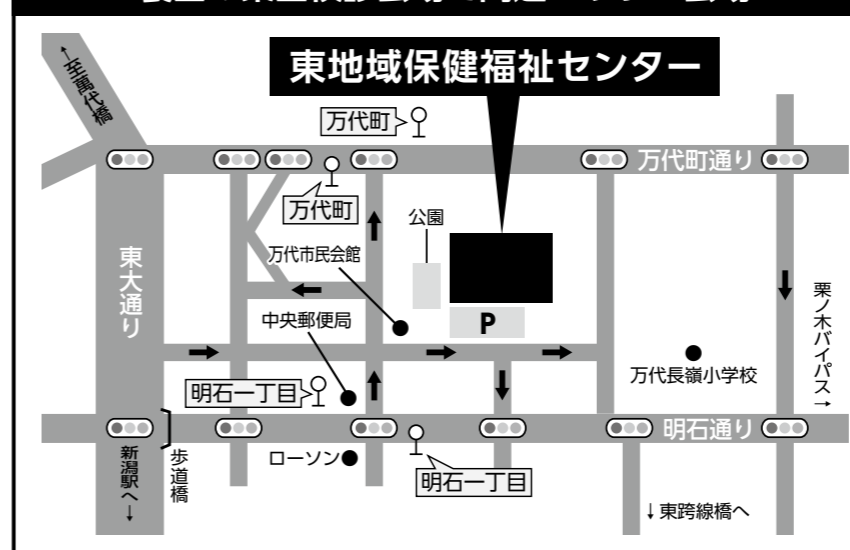 東地域保健福祉センター
←至萬代橋
万代町
万代町通り
万代町
公園
東大通り
万代市民会館
P
中央郵便局
栗ノ木バイパス→
万代長嶺小学校
明石一丁目
明石通り
新潟駅へ→
歩道橋
ローソン
明石一丁目
↓東跨線橋へ